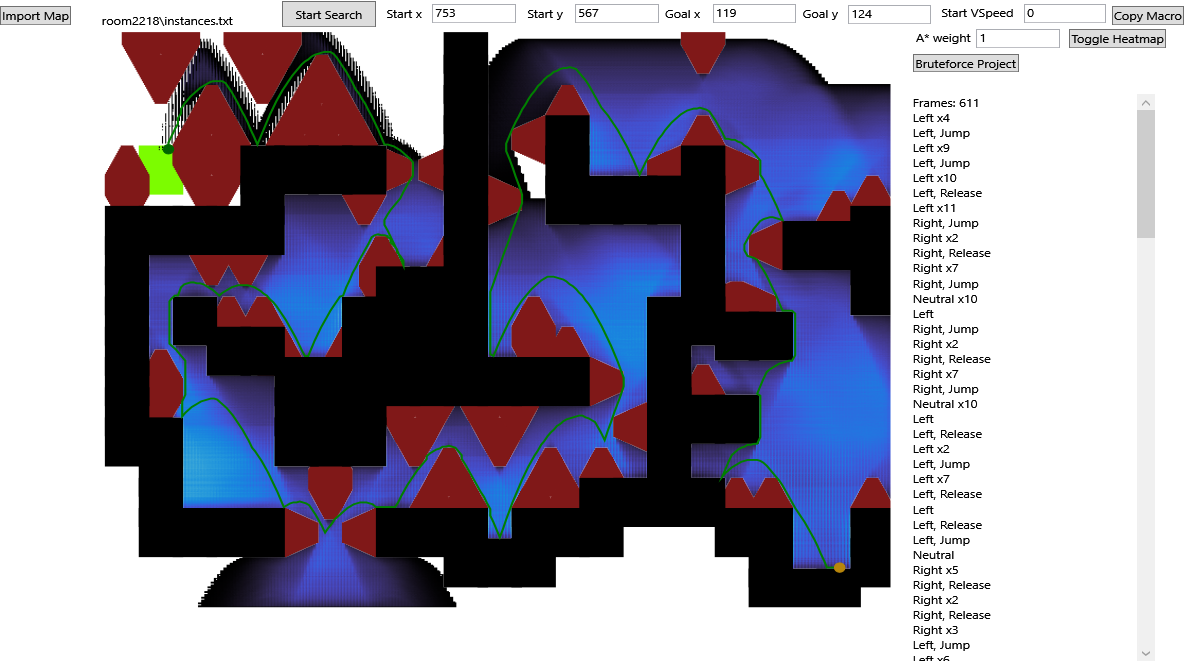 Import Map
room2218\instances.txt
Start Search
Start x 753
Start y 567
Goal x 119
Goal y 124
Start VSpeed 0
Copy Macro
A* weight 1
Toggle Heatmap
Bruteforce Project
Frames: 611
Left x4
Left, Jump
Left x9
Left, Jump
Left x10
Left, Release
Left x11
Right, Jump
Right x2
Right, Release
Right x7
Right, Jump
Neutral x10
Left
Right, Jump
Right x2
Right, Release
Right x7
Right, Jump
Neutral x10
Left
Left, Release
Left x2
Left, Jump
Left x7
Left, Release
Left
Left, Release
Left, Jump
Neutral
Right x5
Right, Release
Right x2
Right, Release
Right x3
Left, Jump
Left x6